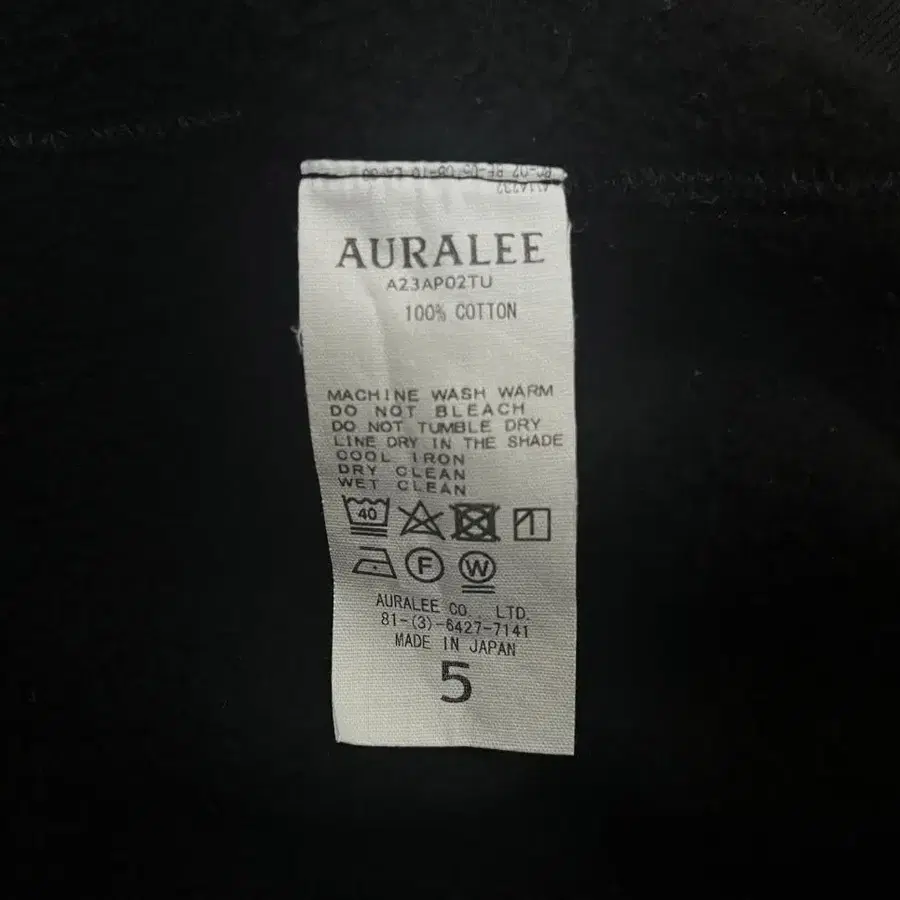 AURALEE
A23AP02TU
100% COTTON
MACHINE WASH WARM
DO NOT BLEACH
DO NOT TUMBLE DRY
LINE DRY IN THE SHADE
COOL IRON
DRY CLEAN
WET CLEAN
40
F
W
AURALEE CO., LTD.
81-(3)-6427-7141
MADE IN JAPAN
5